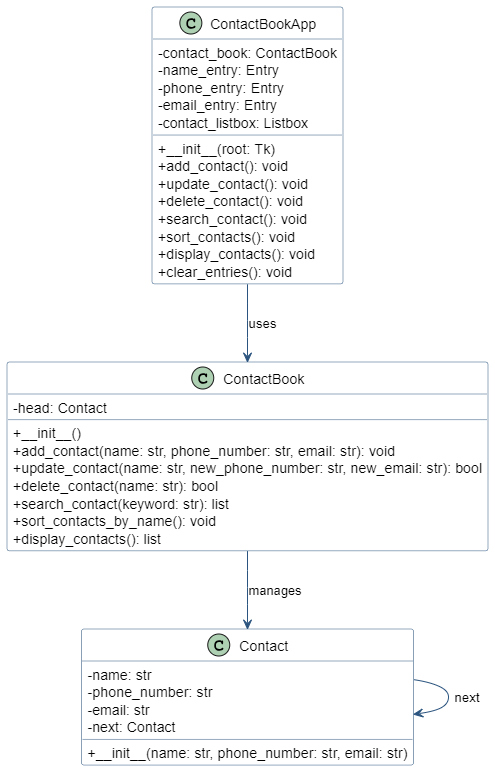 C ContactBookApp
-contact_book: ContactBook
-name_entry: Entry
-phone_entry: Entry
-email_entry: Entry
-contact_listbox: Listbox
+__init__(root: Tk)
+add_contact(): void
+update_contact(): void
+delete_contact(): void
+search_contact(): void
+sort_contacts(): void
+display_contacts(): void
+clear_entries(): void
uses
C ContactBook
-head: Contact
+__init__()
+add_contact(name: str, phone_number: str, email: str): void
+update_contact(name: str, new_phone_number: str, new_email: str): bool
+delete_contact(name: str): bool
+search_contact(keyword: str): list
+sort_contacts_by_name(): void
+display_contacts(): list
manages
C Contact
-name: str
-phone_number: str
-email: str
-next: Contact
next
+__init__(name: str, phone_number: str, email: str)